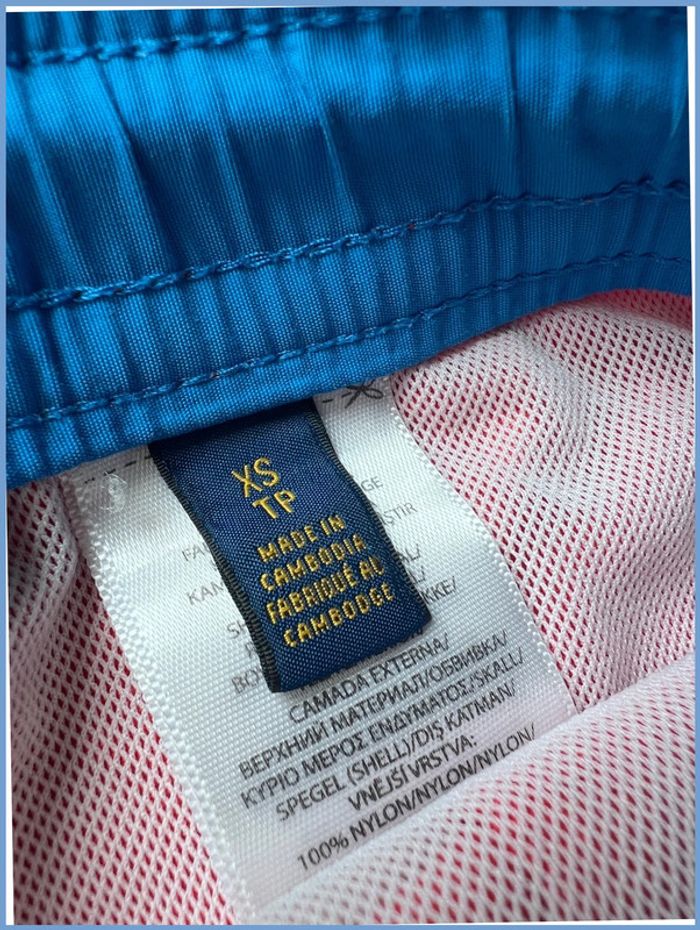 XS
TP
MADE IN
CAMBODIA
FABRIQUÉ AU
CAMBODGE
CAMADA EXTERNA/
ВЕРХНИЙ МАТЕРИАЛ/ОБВИВКА/
ΚΥΡΙΟ ΜΕΡΟΣ ΕΝΔΥΜΑΤΟΣ/SKALL/
SPEGEL (SHELL)/DIŞ KATMAN/
VNĚJŠÍ VRSTVA:
100% NYLON/NYLON/NYLON/